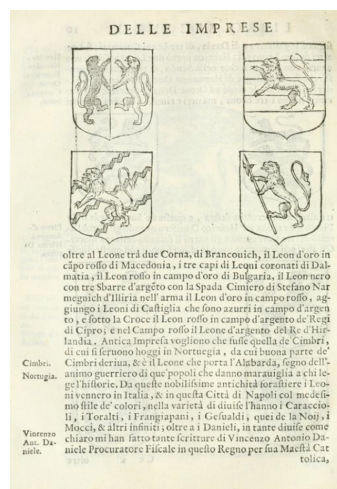 DELLE IMPRESE
oltre al Leone trá due Corna, di Brancouich, il Leon d'oro in
cāpo rosso di Macedonia, i tre capi di Leoni coronati di Dal-
matia, il Leon rosso in campo d'oro di Bulgaria, il Leon nero
con tre Sbarre d'argēto con la Spada Cimiero di Stefano Nar
megnich d'Illiria nell'arma il Leon d'oro in campo rosso, ag-
giungo i Leoni di Castiglia che sono azurri in campo d'argen
to, e sotto la Croce il Leon rosso in campo d'argento de' Regi
di Cipro; e nel Campo rosso il Leone d'argento del Re d'Hir-
landia. Antica Impresa vogliono che fusse quella de' Cimbri,
di cui si seruono hoggi in Nortuegia, da cui buona parte de'
Cimbri deriua, & è il Leone che porta l'Alabarda, segno dell'-
animo guerriero di que' popoli che danno marauiglia a chi le-
ge l'historie. Da queste nobilissime antichità forastiere i Leo-
ni vennero in Italia, & in questa Città di Napoli col medesi-
mo stile de' colori, nella varietà di diuise l'hanno i Caraccio-
li, i Toralti, i Frangiapani, i Gesualdi, quei de la Noij, i
Mocci, & altri infiniti; oltre a i Danieli, in tante diuise come
chiaro mi han fatto tante scritture di Vincenzo Antonio Da-
niele Procuratore Fiscale in questo Regno per sua Maestà Cat
tolica,
Cimbri.
Nortugia.
Vincenzo
Ant. Da-
niele.